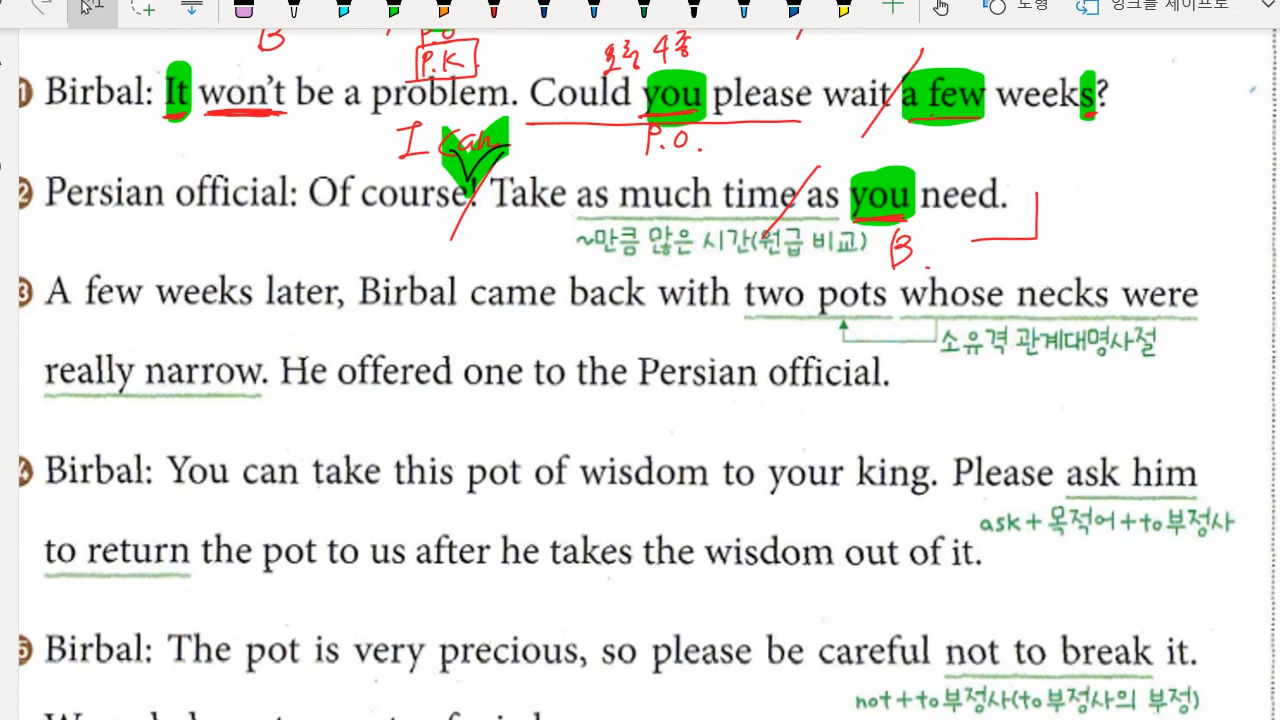 도형
잉크를 셰이프로
B
P.O
P.K
4종
① Birbal: It won't be a problem. Could you please wait a few weeks?
I can
P.O.
② Persian official: Of course! Take as much time as you need.
~만큼 많은 시간(원급 비교)
B.
③ A few weeks later, Birbal came back with two pots whose necks were
소유격 관계대명사절
really narrow. He offered one to the Persian official.
④ Birbal: You can take this pot of wisdom to your king. Please ask him
ask+목적어+to부정사
to return the pot to us after he takes the wisdom out of it.
⑤ Birbal: The pot is very precious, so please be careful not to break it.
not+to부정사(to부정사의 부정)